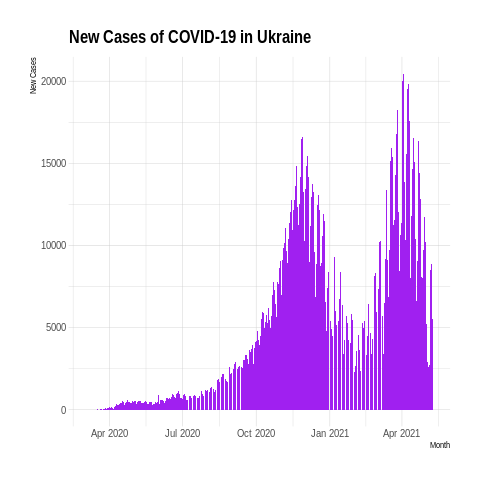 New Cases of COVID-19 in Ukraine
New Cases
20000
15000
10000
5000
0
Apr 2020 Jul 2020 Oct 2020 Jan 2021 Apr 2021
Month